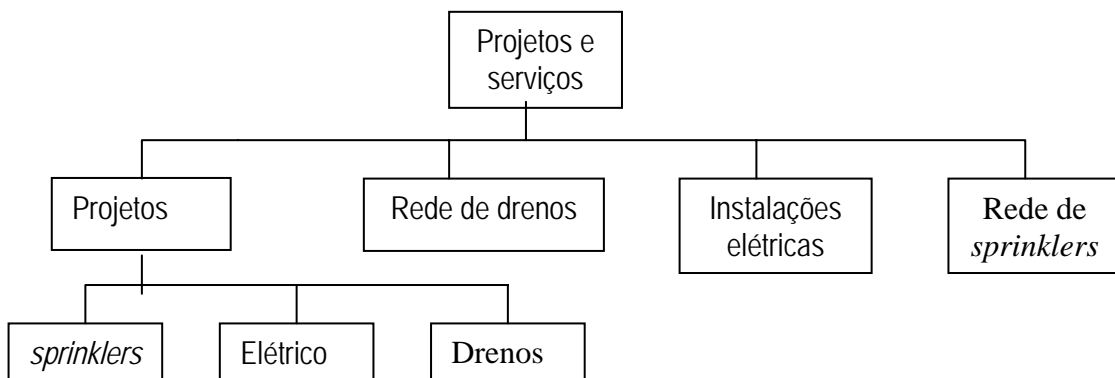 Projetos e
serviços
Projetos
Rede de drenos
Instalações
elétricas
Rede de
sprinklers
sprinklers
Elétrico
Drenos